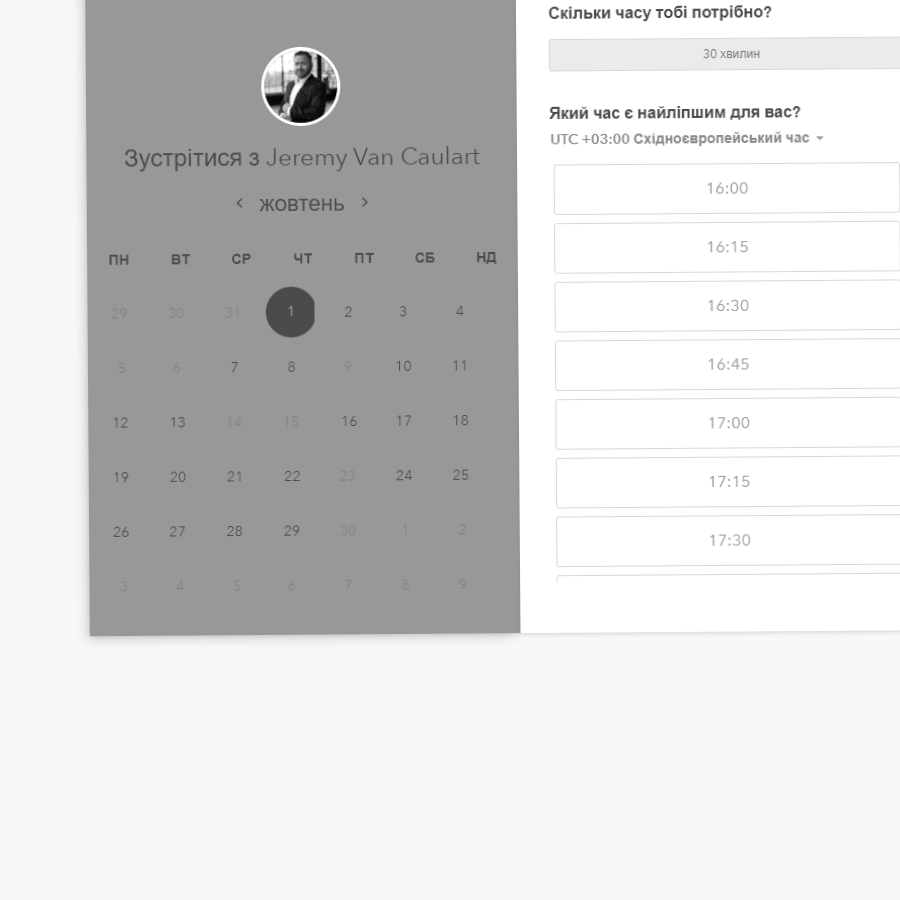 Зустрітися з Jeremy Van Caulart
жовтень
ПН ВТ СР ЧТ ПТ СБ НД
29 30 31 1 2 3 4
5 6 7 8 9 10 11
12 13 14 15 16 17 18
19 20 21 22 23 24 25
26 27 28 29 30 1 2
3 4 5 6 7 8 9
Скільки часу тобі потрібно?
30 хвилин
Який час є найліпшим для вас?
UTC +03:00 Східноєвропейський час
16:00
16:15
16:30
16:45
17:00
17:15
17:30